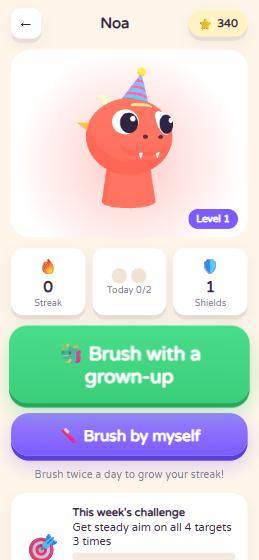 ←
Noa
340
Level 1
0
Streak
Today 0/2
1
Shields
Brush with a
grown-up
Brush by myself
Brush twice a day to grow your streak!
This week's challenge
Get steady aim on all 4 targets
3 times